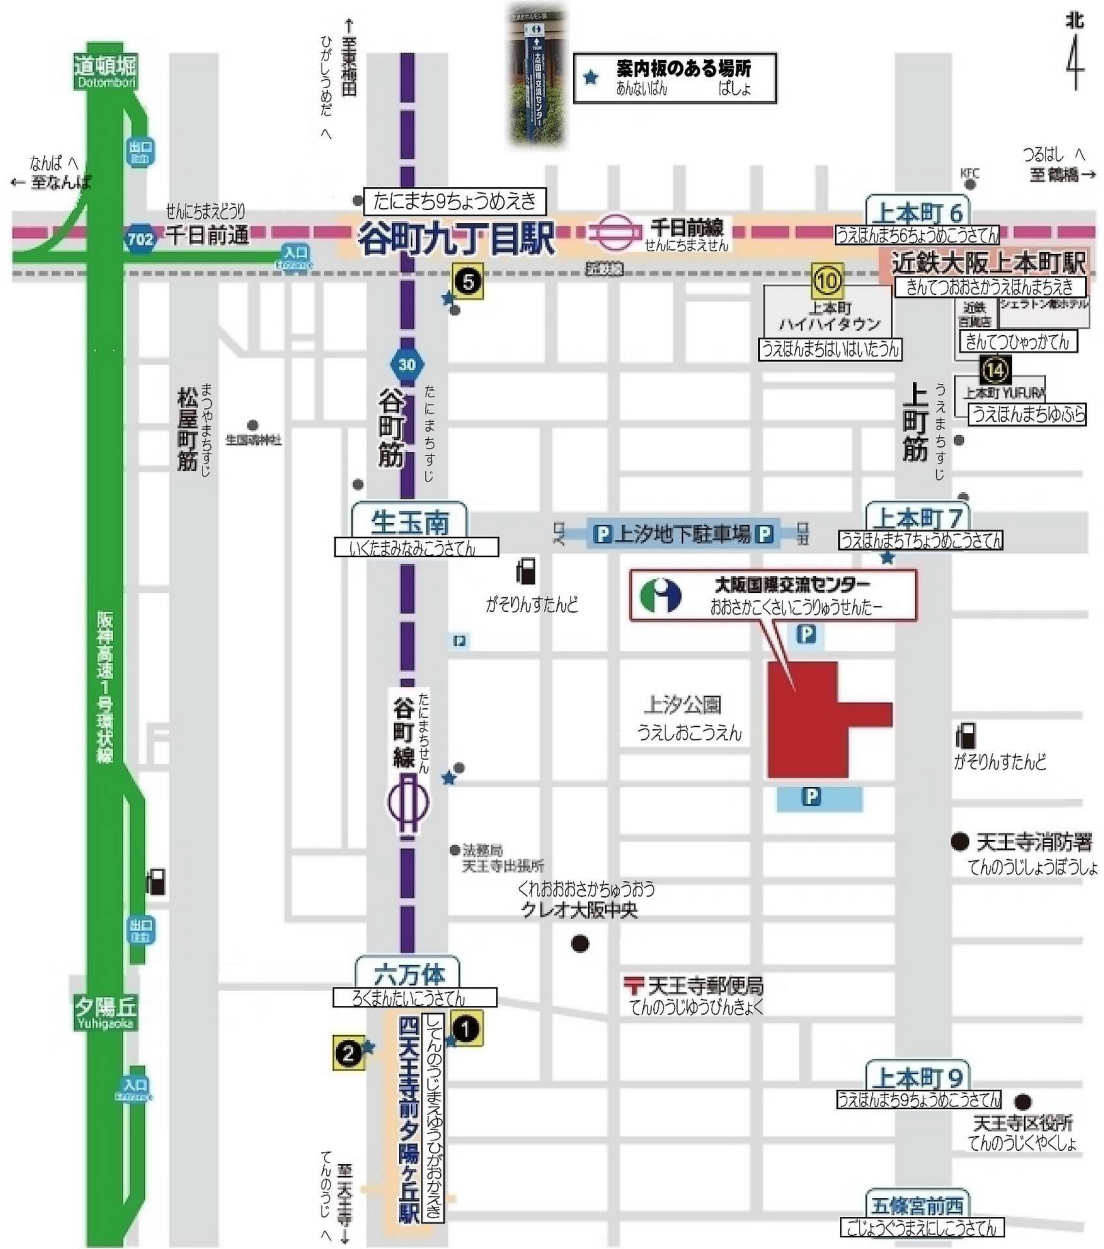 北
↑至東梅田
ひがしうめだ へ
大阪国際交流センター
案内板のある場所
あんないばん ばしょ
道頓堀
Dotombori
出口
Exit
なんば へ
←至なんば
つるはし へ
至鶴橋→
KFC
せんにちまえどうり
702
千日前通
入口
Entrance
たにまち9ちょうめえき
谷町九丁目駅
千日前線
せんにちまえせん
上本町6
うえほんまち6ちょうめこうさてん
近鉄線
近鉄大阪上本町駅
きんてつおおさかうえほんまちえき
5
10
上本町
ハイハイタウン
うえほんまちはいはいたうん
近鉄
百貨店
シェラトン都ホテル
きんてつひゃっかてん
14
上本町YUFURA
うえほんまちゆふら
30
谷町筋
たにまちすじ
松屋町筋
まつやまちすじ
生国魂神社
上町筋
うえまちすじ
生玉南
いくたまみなみこうさてん
入口
P上汐地下駐車場P
出口
上本町7
うえほんまち7ちょうめこうさてん
がそりんすたんど
大阪国際交流センター
おおさかこくさいこうりゅうせんたー
P
P
阪神高速1号環状線
谷町線
たにまちせん
上汐公園
うえしおこうえん
がそりんすたんど
P
法務局
天王寺出張所
天王寺消防署
てんのうじしょうぼうしょ
くれおおおさかちゅうおう
クレオ大阪中央
出口
六万体
ろくまんたいこうさてん
天王寺郵便局
てんのうじゆうびんきょく
夕陽丘
Yuhigaoka
1
2
四天王寺前夕陽ヶ丘駅
してんのうじまえゆうひがおかえき
入口
Entrance
上本町9
うえほんまち9ちょうめこうさてん
天王寺区役所
てんのうじくやくしょ
至天王寺↓
てんのうじ へ
五條宮前西
ごじょうぐうまえにしこうさてん